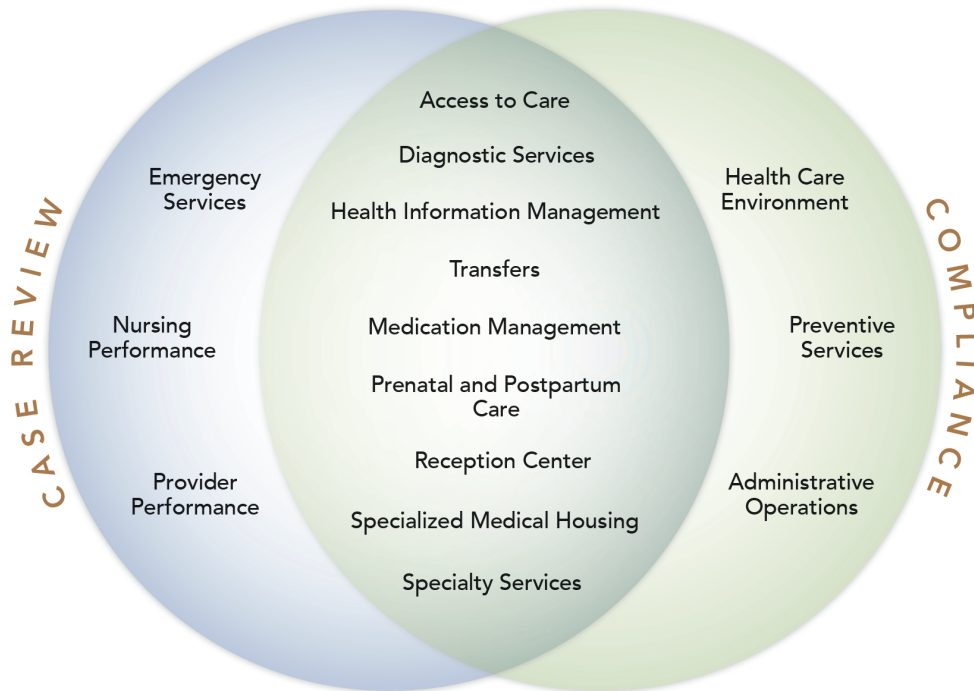 CASE REVIEW
Emergency
Services
Nursing
Performance
Provider
Performance
Access to Care
Diagnostic Services
Health Information Management
Transfers
Medication Management
Prenatal and Postpartum
Care
Reception Center
Specialized Medical Housing
Specialty Services
Health Care
Environment
Preventive
Services
Administrative
Operations
COMPLIANCE